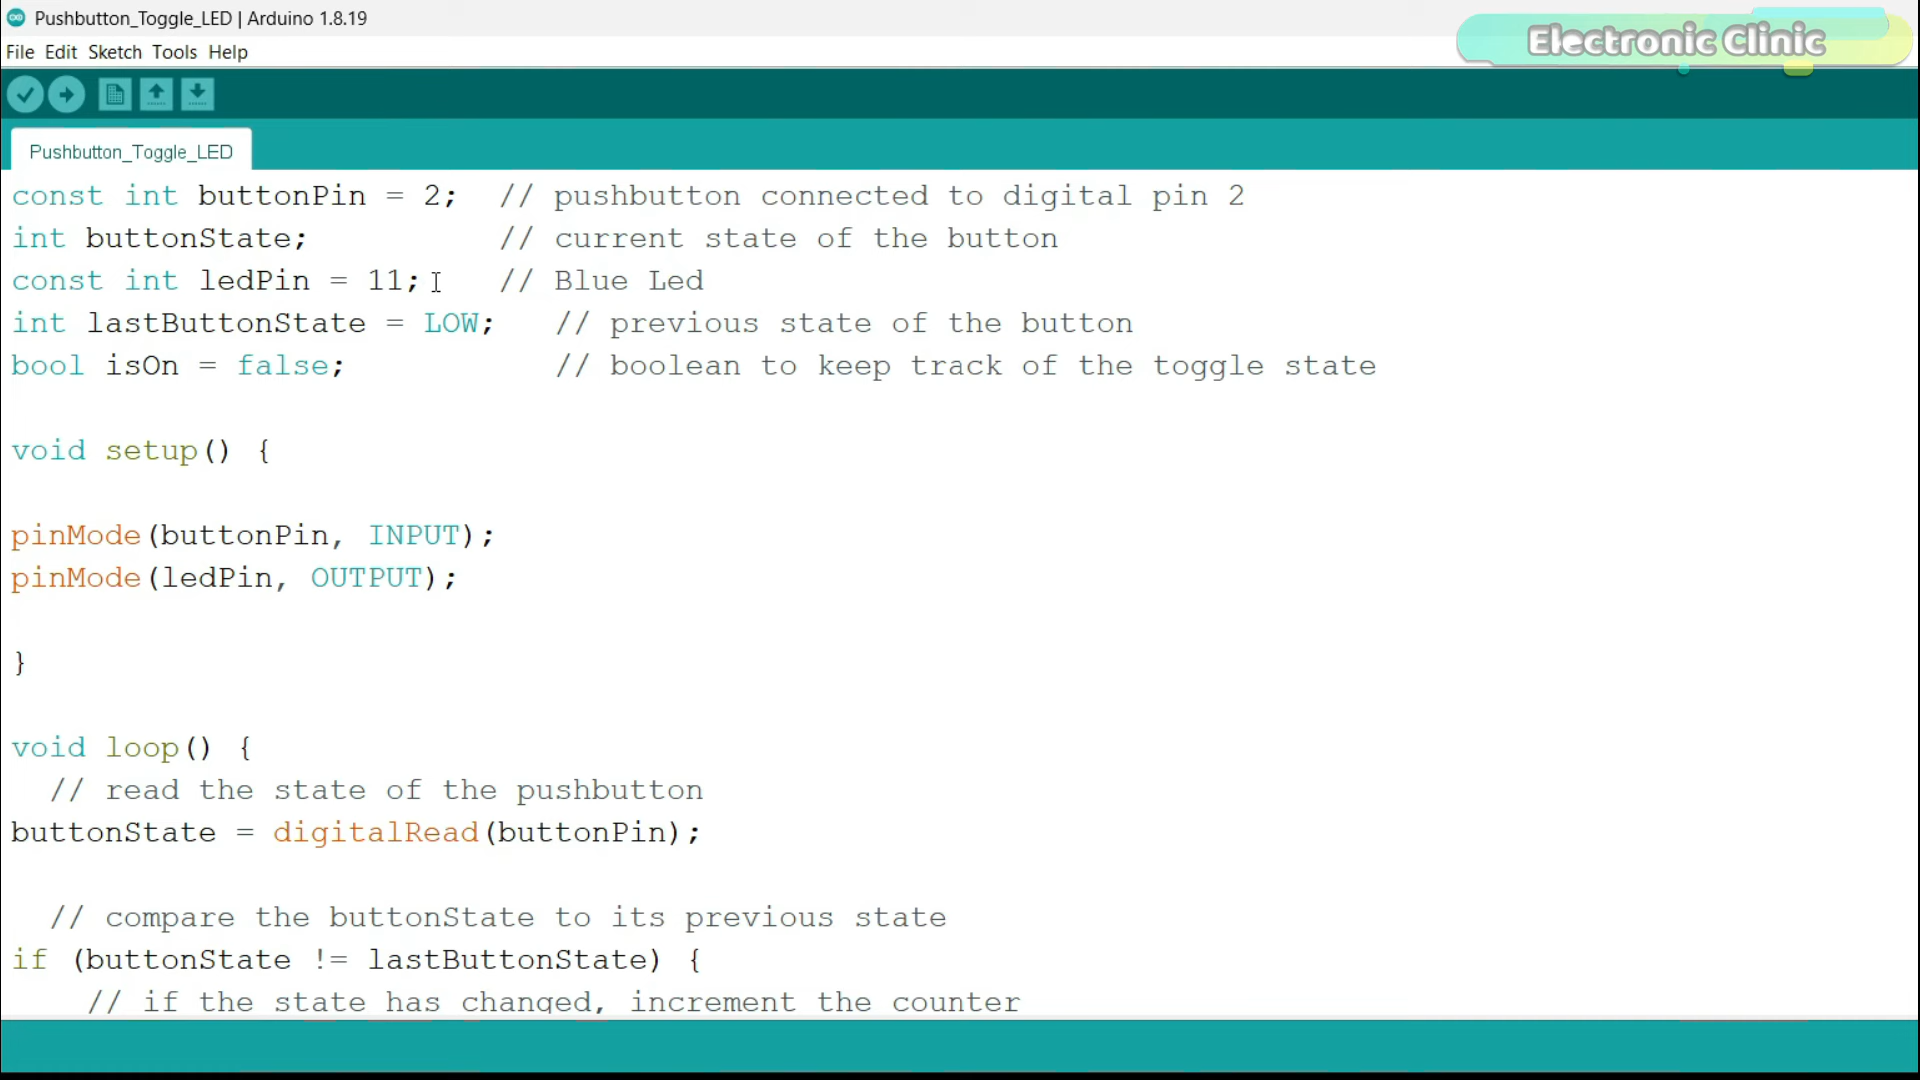 Pushbutton_Toggle_LED | Arduino 1.8.19
File Edit Sketch Tools Help
Electronic Clinic
Pushbutton_Toggle_LED
const int buttonPin = 2;  // pushbutton connected to digital pin 2
int buttonState;          // current state of the button
const int ledPin = 11;    // Blue Led
int lastButtonState = LOW;   // previous state of the button
bool isOn = false;           // boolean to keep track of the toggle state
void setup() {
pinMode(buttonPin, INPUT);
pinMode(ledPin, OUTPUT);
}
void loop() {
  // read the state of the pushbutton
buttonState = digitalRead(buttonPin);
  // compare the buttonState to its previous state
if (buttonState != lastButtonState) {
    // if the state has changed, increment the counter